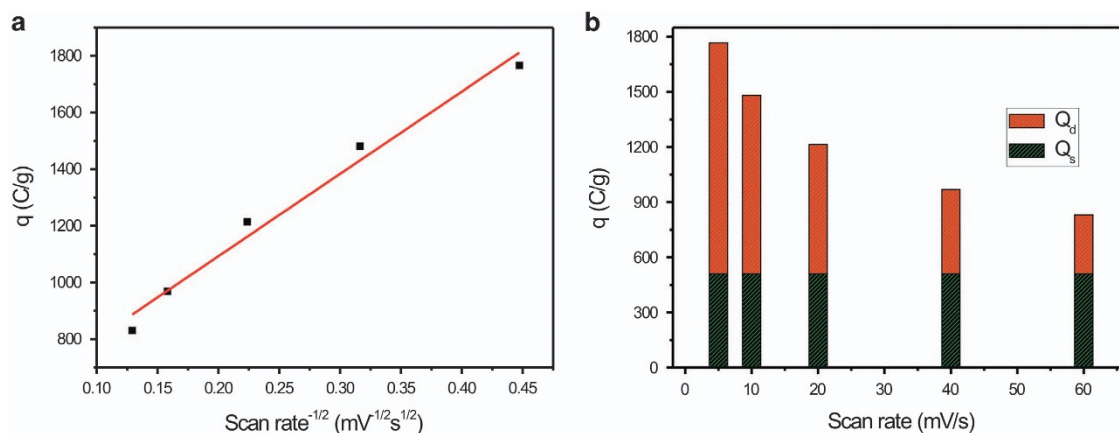 a
q (C/g)
1800
1600
1400
1200
1000
800
0.10 0.15 0.20 0.25 0.30 0.35 0.40 0.45
Scan rate⁻¹/² (mV⁻¹/²s¹/²)
b
q (C/g)
1800
1500
1200
900
600
300
0
Q_d
Q_s
0 10 20 30 40 50 60
Scan rate (mV/s)